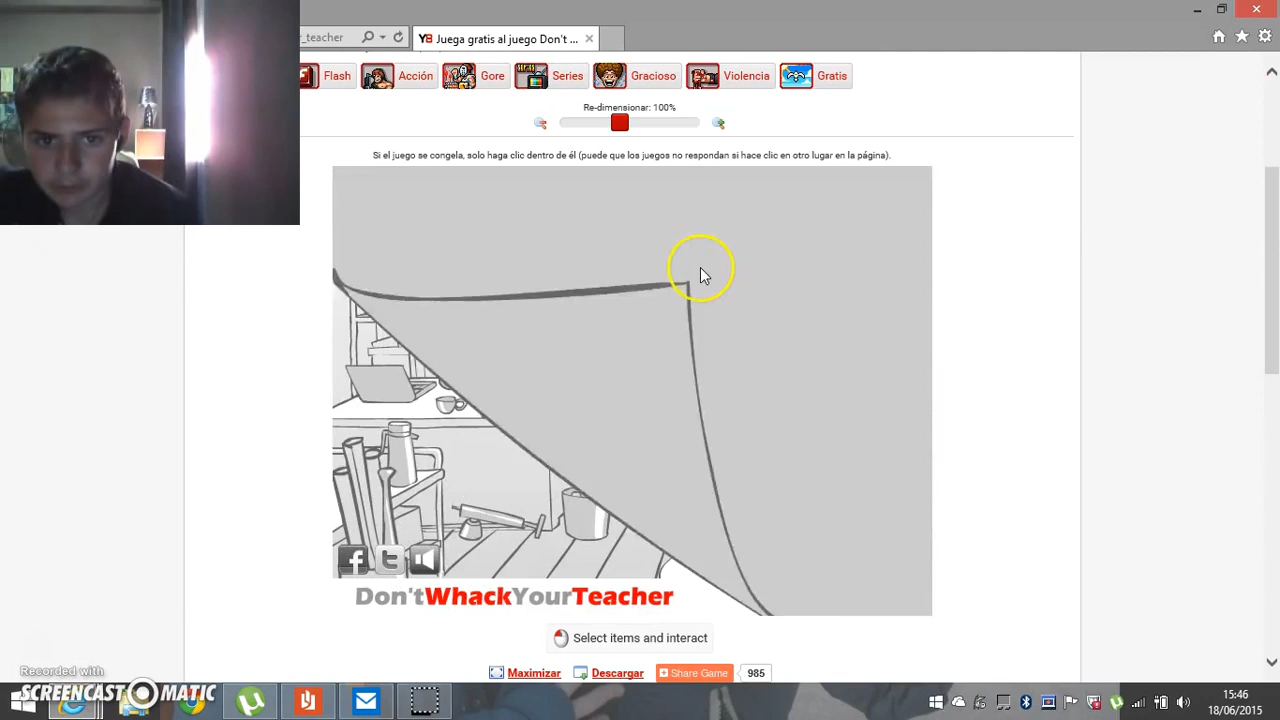 r_teacher
Juega gratis al juego Don't ...
Flash
Acción
Gore
Series
Gracioso
Violencia
Gratis
Re-dimensionar: 100%
Si el juego se congela, solo haga clic dentro de él (puede que los juegos no respondan si hace clic en otro lugar en la página).
Don'tWhackYourTeacher
Select items and interact
Maximizar
Descargar
Share Game
985
Recorded with
SCREENCAST MATIC
15:46
18/06/2015